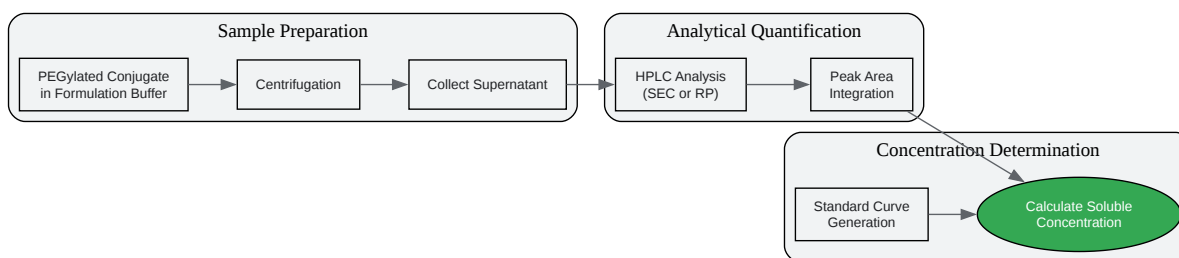 Sample Preparation
PEGylated Conjugate
in Formulation Buffer
Centrifugation
Collect Supernatant
Analytical Quantification
HPLC Analysis
(SEC or RP)
Peak Area
Integration
Concentration Determination
Standard Curve
Generation
Calculate Soluble
Concentration